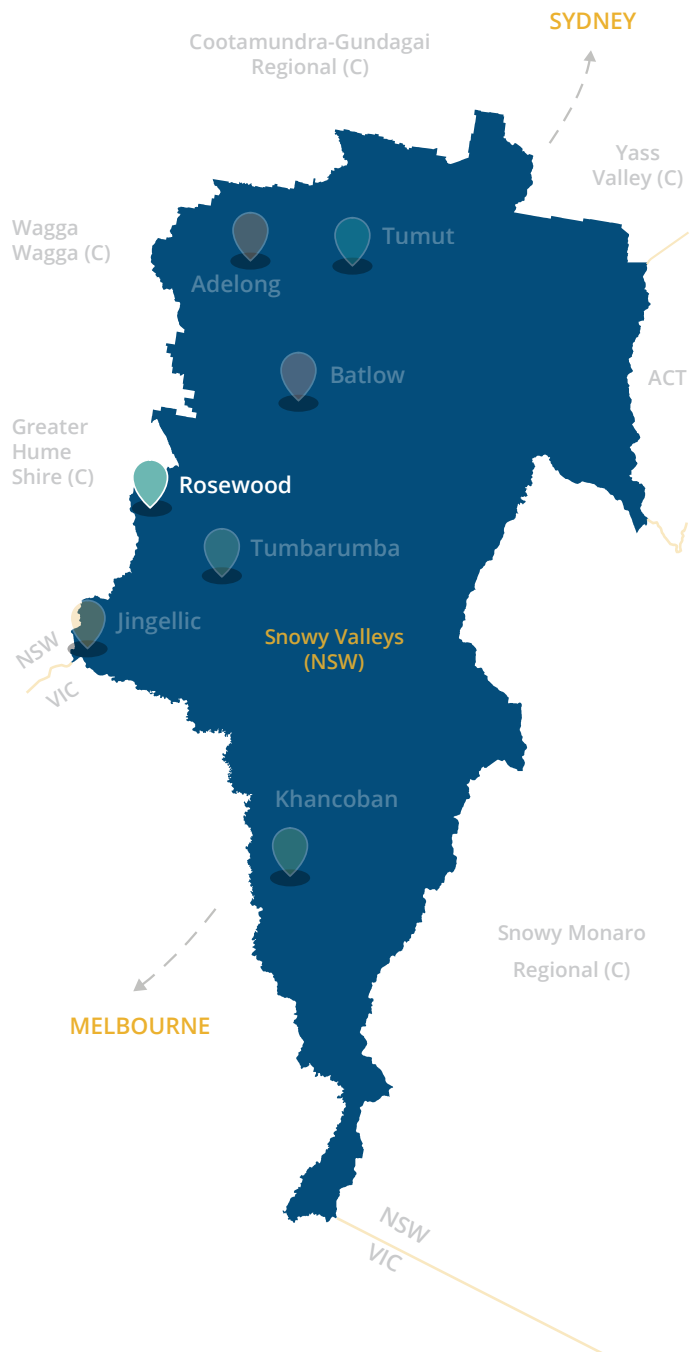 SYDNEY
Cootamundra-Gundagai
Regional (C)
Yass
Valley (C)
Wagga
Wagga (C)
Tumut
Adelong
Batlow
ACT
Greater
Hume
Shire (C)
Rosewood
Tumbarumba
Jingellic
Snowy Valleys
(NSW)
NSW
VIC
Khancoban
Snowy Monaro
Regional (C)
MELBOURNE
NSW
VIC